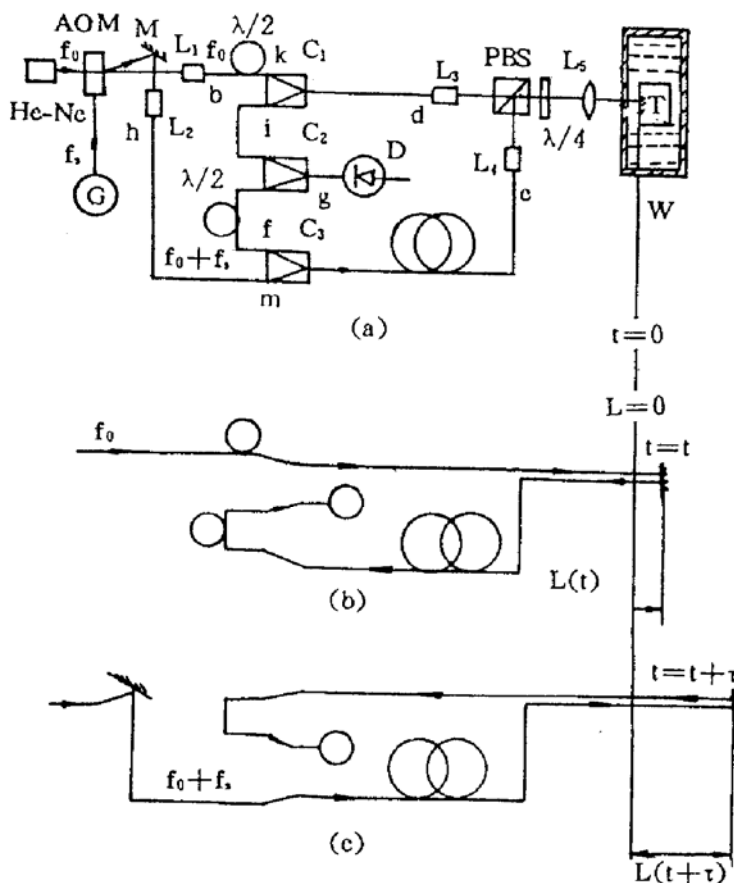 AOM M L₁ λ/2 f₀ k C₁
f₀ PBS L₅
L₃
He-Ne b d T
h L₂ i C₂ λ/4
fₛ λ/2 D L₄
G g c W
f C₃
f₀+fₛ
m
(a)
t=0
L=0
f₀ t=t
L(t)
(b)
t=t+τ
f₀+fₛ
(c)
L(t+τ)